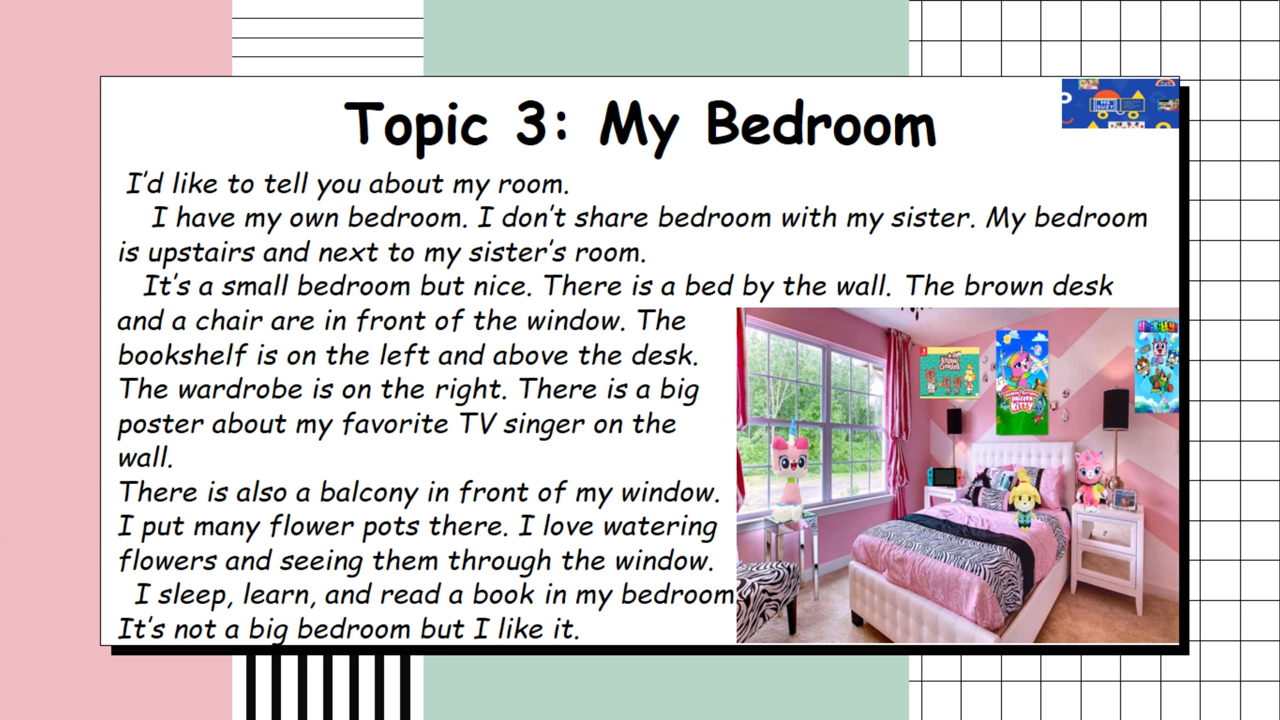 Topic 3: My Bedroom
MS
SUZY
I'd like to tell you about my room.
I have my own bedroom. I don't share bedroom with my sister. My bedroom
is upstairs and next to my sister's room.
It's a small bedroom but nice. There is a bed by the wall. The brown desk
and a chair are in front of the window. The
bookshelf is on the left and above the desk.
The wardrobe is on the right. There is a big
poster about my favorite TV singer on the
wall.
There is also a balcony in front of my window.
I put many flower pots there. I love watering
flowers and seeing them through the window.
I sleep, learn, and read a book in my bedroom
It's not a big bedroom but I like it.
Animal
Crossing
UNICORN
KITTY